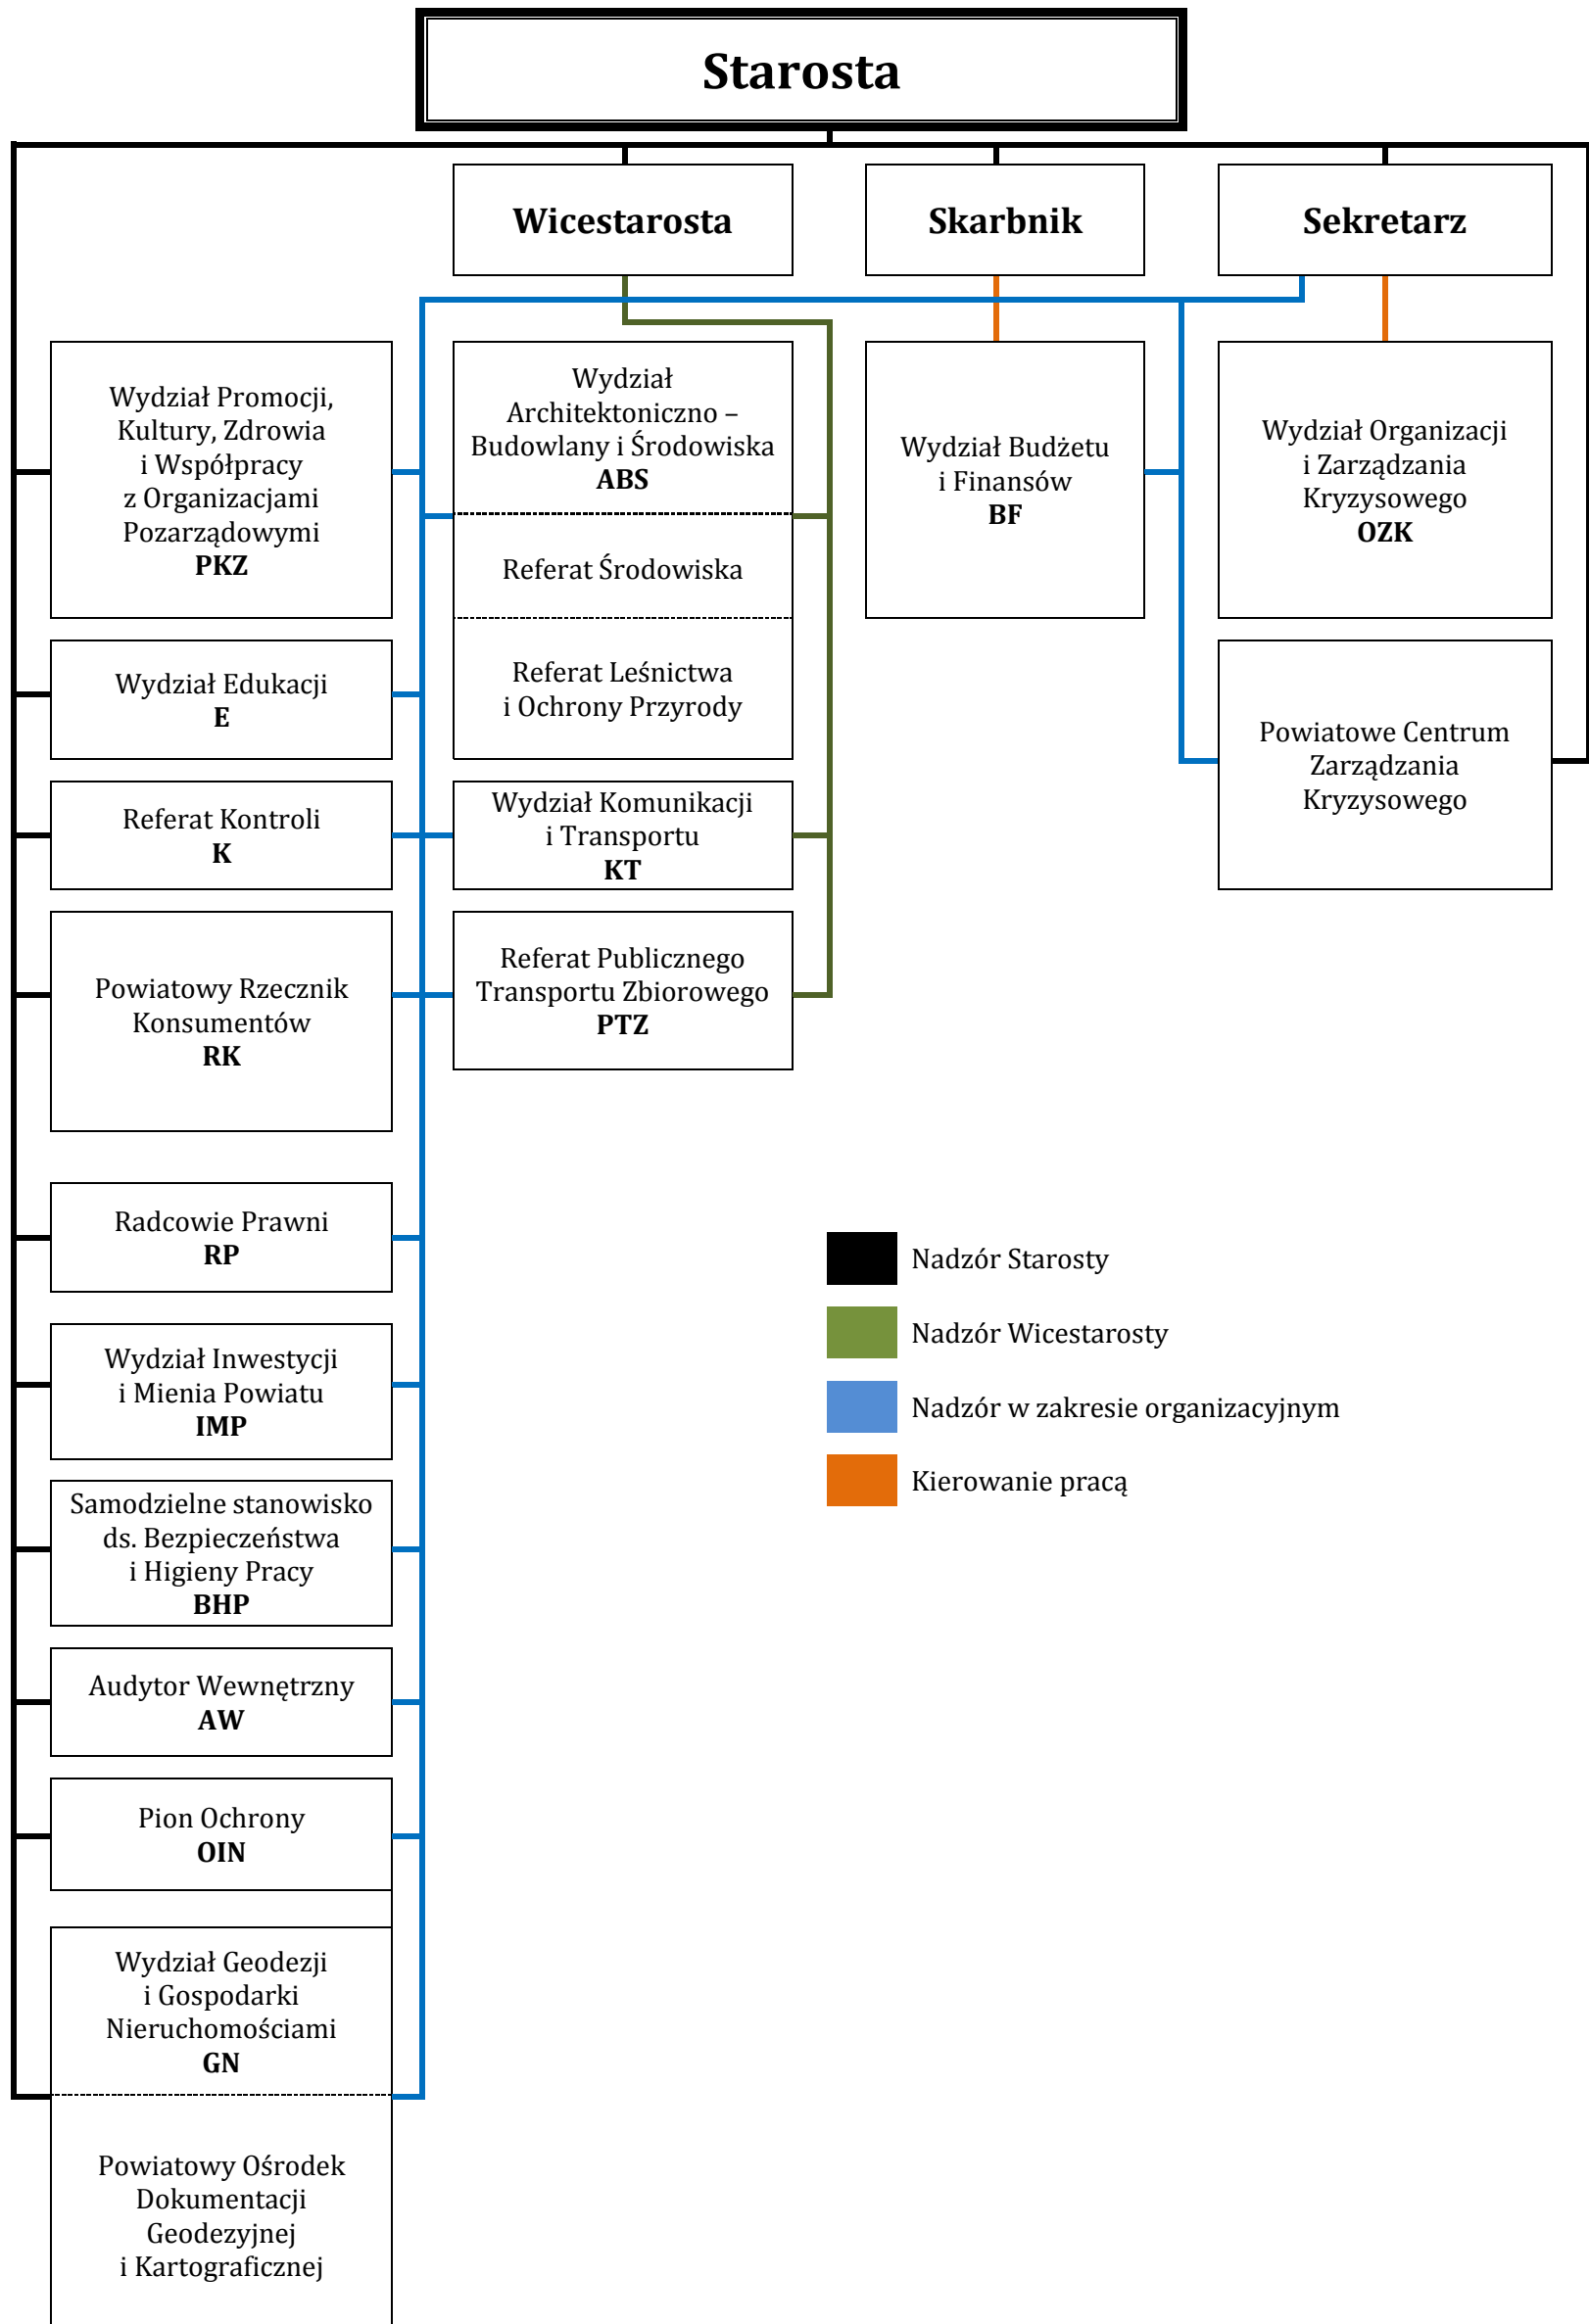 Starosta
Wicestarosta
Skarbnik
Sekretarz
Wydział Promocji,
Kultury, Zdrowia
i Współpracy
z Organizacjami
Pozarządowymi
PKZ
Wydział Edukacji
E
Referat Kontroli
K
Powiatowy Rzecznik
Konsumentów
RK
Radcowie Prawni
RP
Wydział Inwestycji
i Mienia Powiatu
IMP
Samodzielne stanowisko
ds. Bezpieczeństwa
i Higieny Pracy
BHP
Audytor Wewnętrzny
AW
Pion Ochrony
OIN
Wydział Geodezji
i Gospodarki
Nieruchomościami
GN
Powiatowy Ośrodek
Dokumentacji
Geodezyjnej
i Kartograficznej
Wydział
Architektoniczno –
Budowlany i Środowiska
ABS
Referat Środowiska
Referat Leśnictwa
i Ochrony Przyrody
Wydział Komunikacji
i Transportu
KT
Referat Publicznego
Transportu Zbiorowego
PTZ
Wydział Budżetu
i Finansów
BF
Wydział Organizacji
i Zarządzania
Kryzysowego
OZK
Powiatowe Centrum
Zarządzania
Kryzysowego
Nadzór Starosty
Nadzór Wicestarosty
Nadzór w zakresie organizacyjnym
Kierowanie pracą